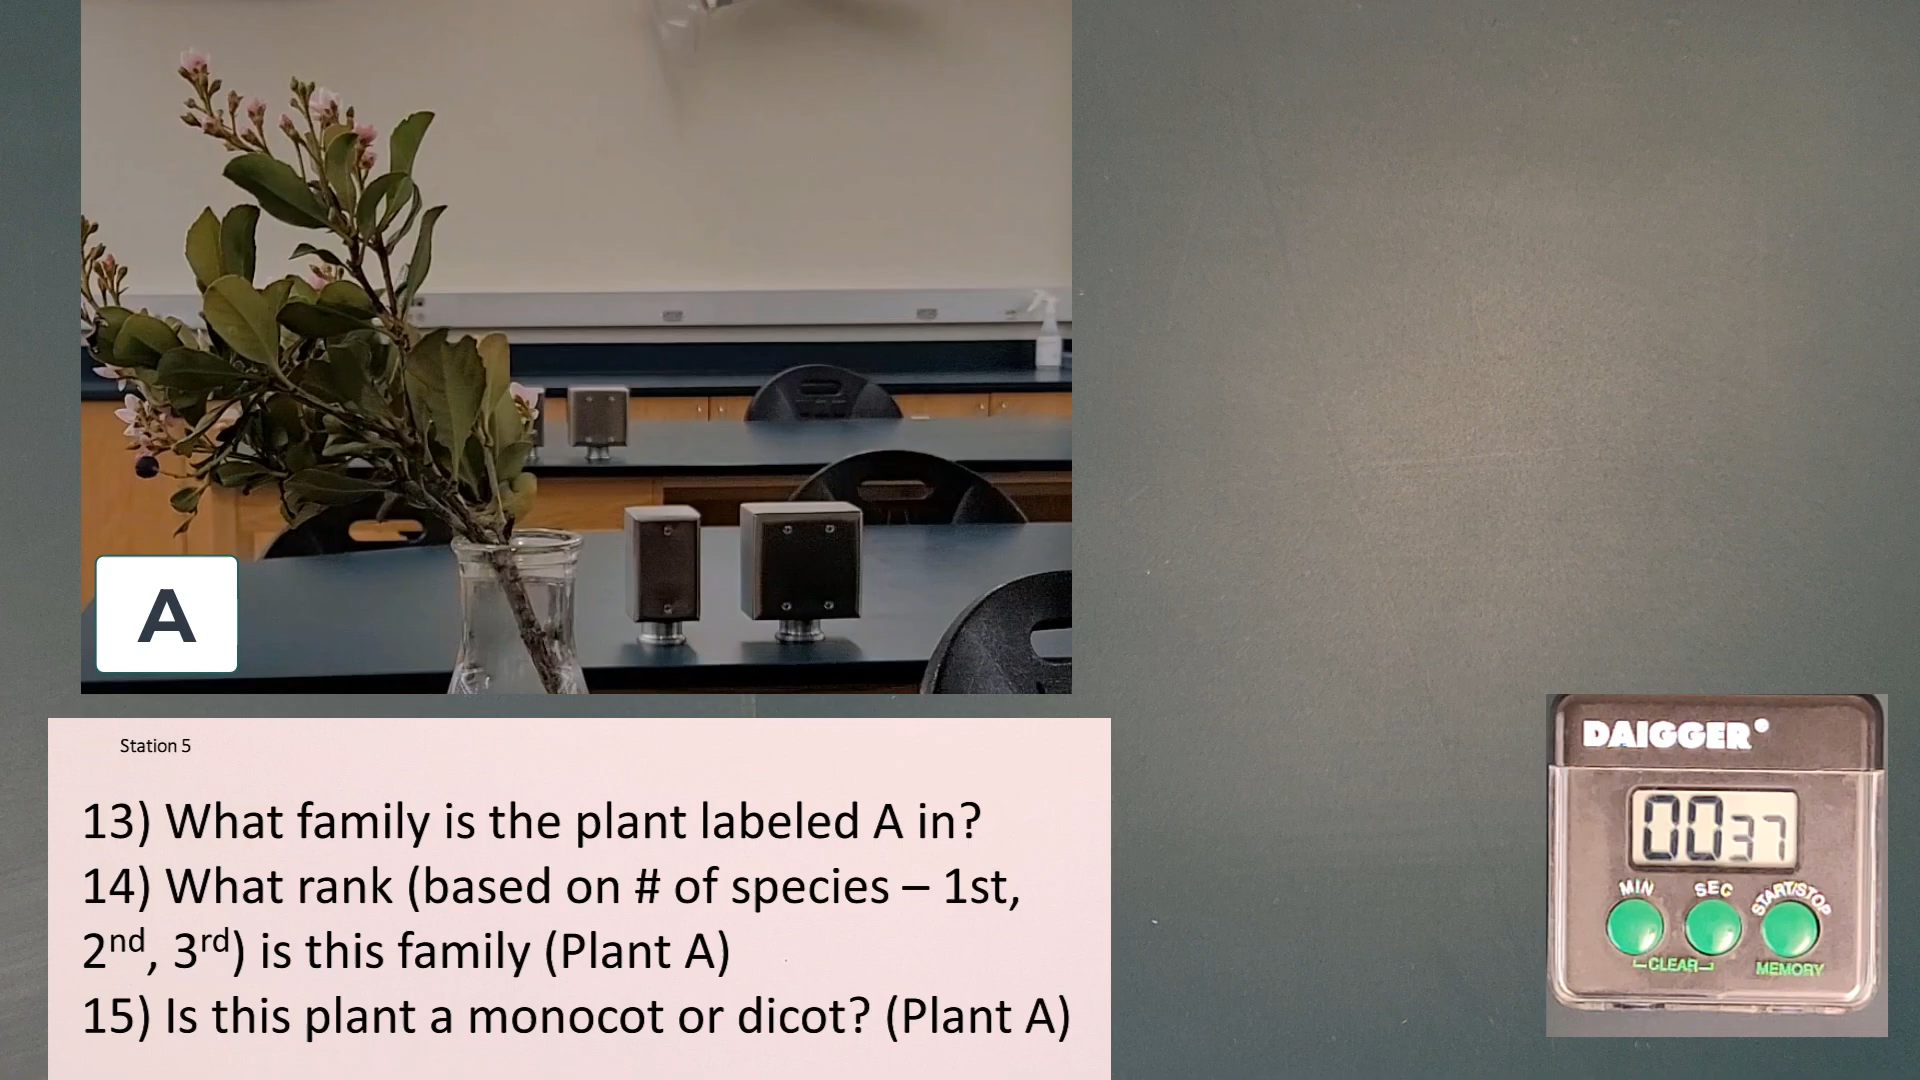 A
Station 5
13) What family is the plant labeled A in?
14) What rank (based on # of species – 1st,
2nd, 3rd) is this family (Plant A)
15) Is this plant a monocot or dicot? (Plant A)
DAIGGER
00 37
MIN SEC START/STOP
CLEAR MEMORY